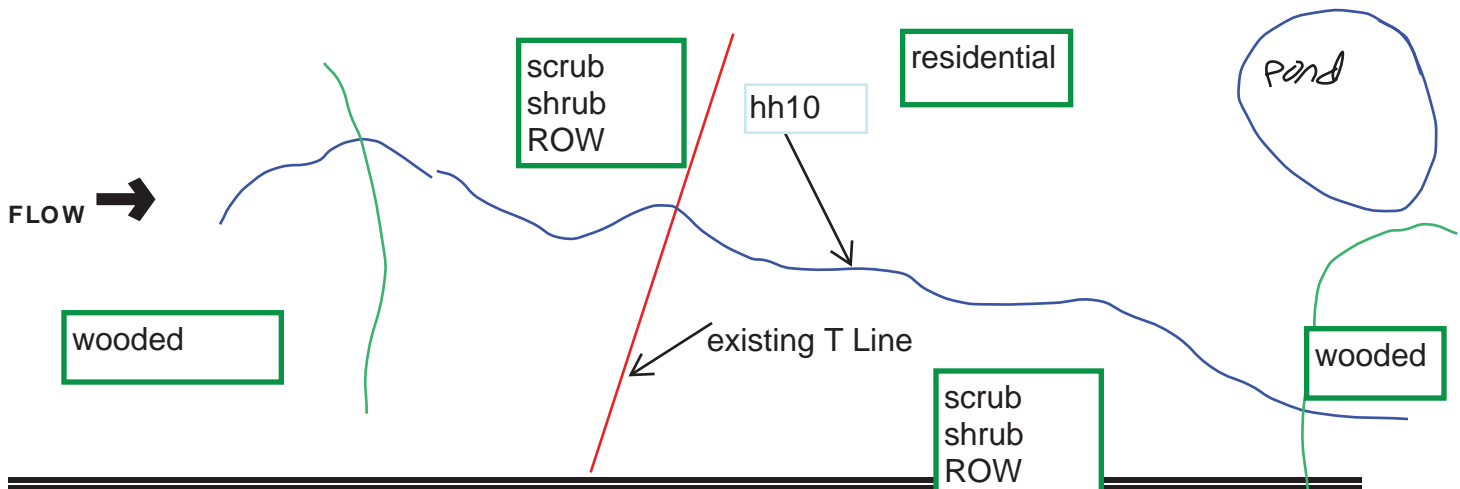 scrub
shrub
ROW
residential
pond
hh10
FLOW
wooded
existing T Line
wooded
scrub
shrub
ROW